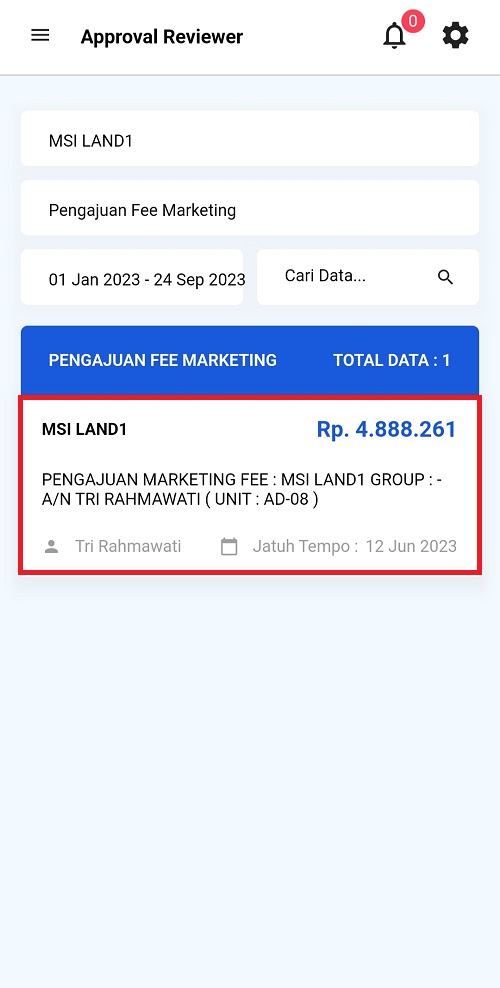 Approval Reviewer
0
MSI LAND1
Pengajuan Fee Marketing
01 Jan 2023 - 24 Sep 2023
Cari Data...
PENGAJUAN FEE MARKETING
TOTAL DATA : 1
MSI LAND1
Rp. 4.888.261
PENGAJUAN MARKETING FEE : MSI LAND1 GROUP : -
A/N TRI RAHMAWATI ( UNIT : AD-08 )
Tri Rahmawati
Jatuh Tempo : 12 Jun 2023